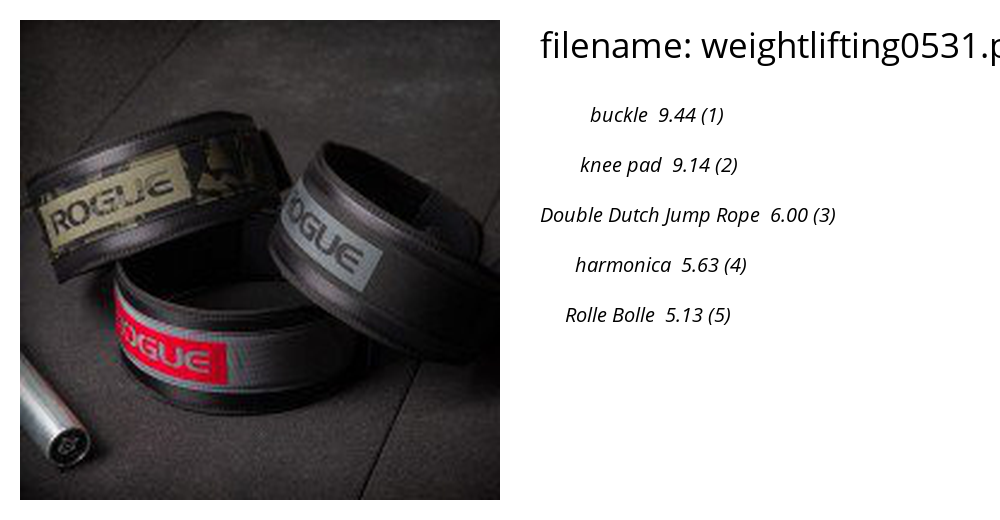 filename: weightlifting0531.p
ROGUE
buckle 9.44 (1)
knee pad 9.14 (2)
Double Dutch Jump Rope 6.00 (3)
ROGUE
harmonica 5.63 (4)
Rolle Bolle 5.13 (5)
ROGUE